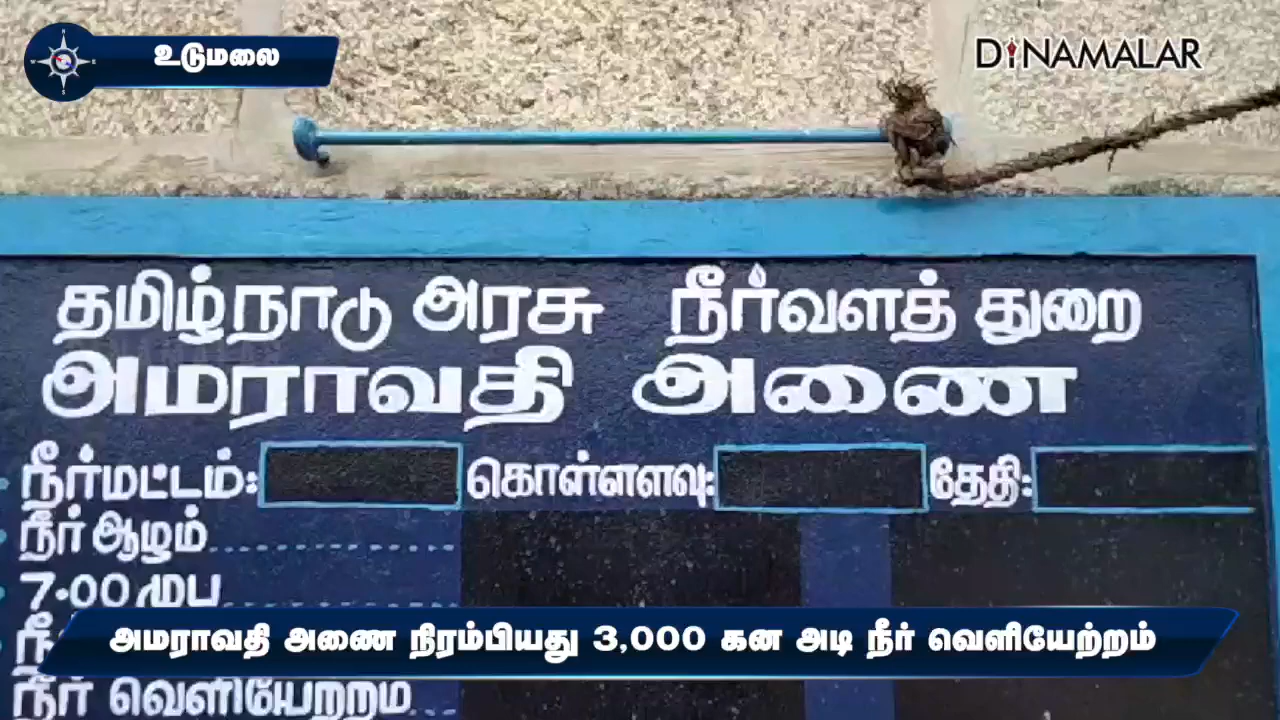 உடுமலை
DINAMALAR
தமிழ்நாடு அரசு நீர்வளத் துறை
அமராவதி அணை
நீர்மட்டம்: கொள்ளளவு: தேதி:
நீர் ஆழம்
7.00 முப
அமராவதி அணை நிரம்பியது 3,000 கன அடி நீர் வெளியேற்றம்
நீர் வெளியேற்றம்